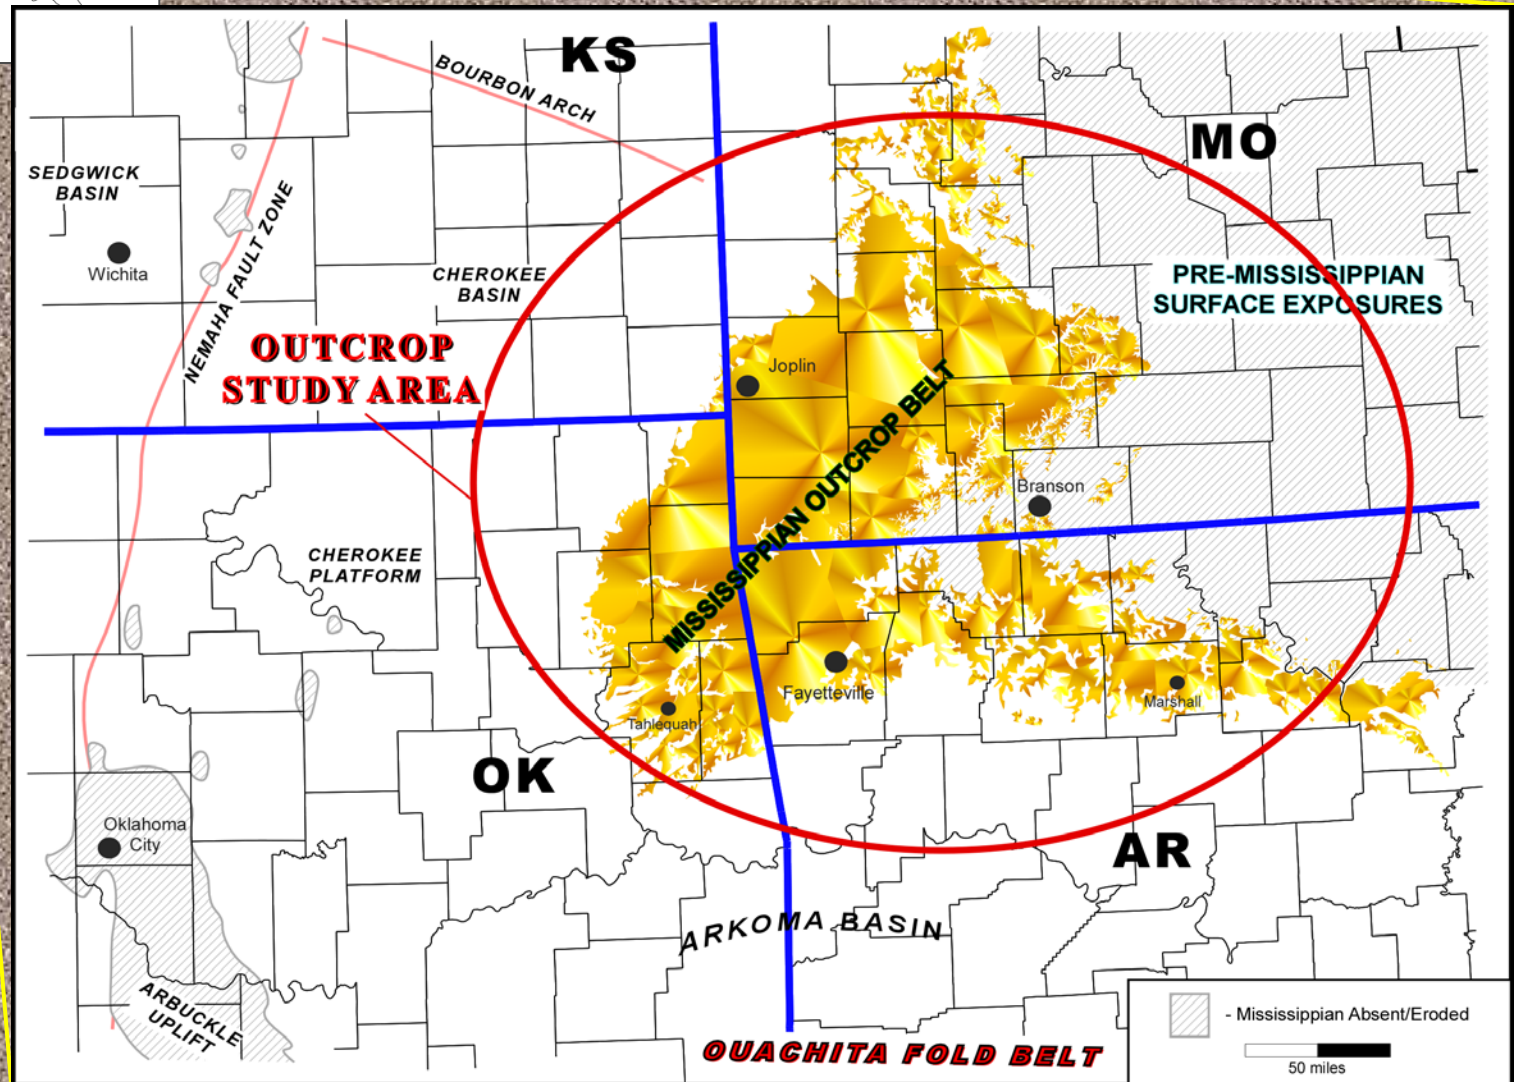 KS
BOURBON ARCH
MO
SEDGWICK
BASIN
Wichita
NEMAHA FAULT ZONE
CHEROKEE
BASIN
PRE-MISSISSIPPIAN
SURFACE EXPOSURES
OUTCROP
STUDY AREA
Joplin
MISSISSIPPIAN OUTCROP BELT
Branson
CHEROKEE
PLATFORM
Fayetteville
Marshall
Tahlequah
OK
Oklahoma
City
AR
ARKOMA BASIN
ARBUCKLE
UPLIFT
OUACHITA FOLD BELT
- Mississippian Absent/Eroded
50 miles